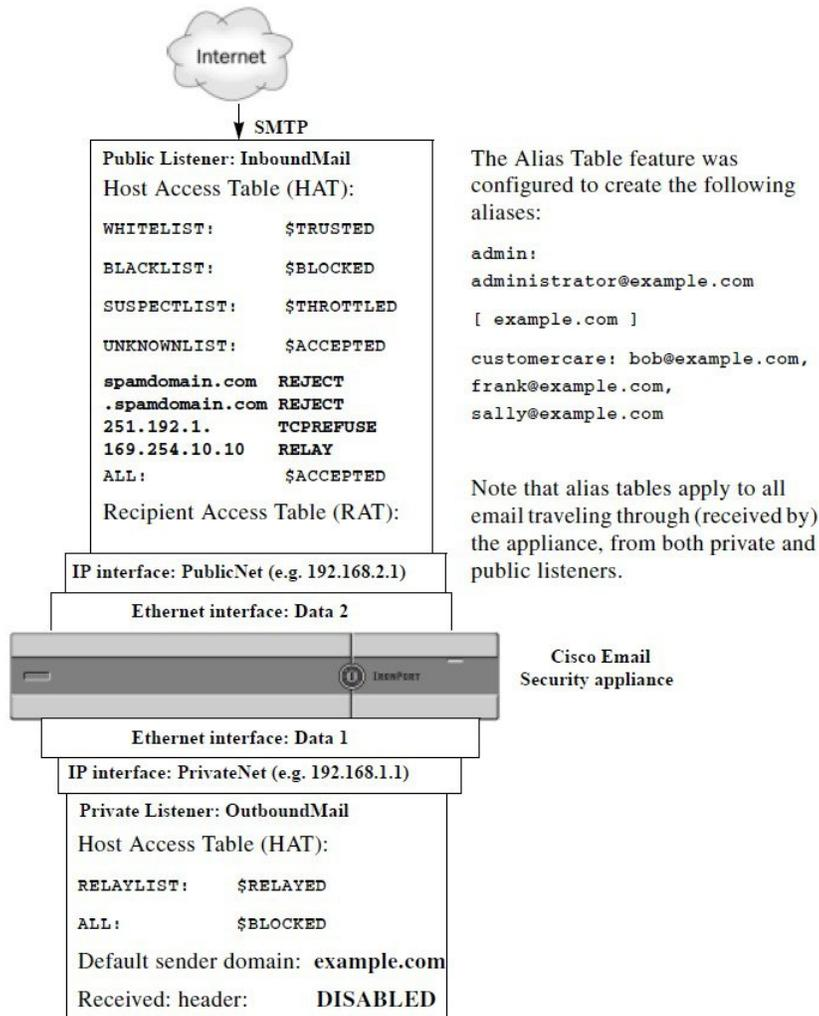 Internet
SMTP
Public Listener: InboundMail
Host Access Table (HAT):
WHITELIST: $TRUSTED
BLACKLIST: $BLOCKED
SUSPECTLIST: $THROTTLED
UNKNOWNLIST: $ACCEPTED
spamdomain.com REJECT
.spamdomain.com REJECT
251.192.1. TCPREFUSE
169.254.10.10 RELAY
ALL: $ACCEPTED
Recipient Access Table (RAT):
The Alias Table feature was
configured to create the following
aliases:
admin:
administrator@example.com
[ example.com ]
customercare: bob@example.com,
frank@example.com,
sally@example.com
Note that alias tables apply to all
email traveling through (received by)
the appliance, from both private and
public listeners.
IP interface: PublicNet (e.g. 192.168.2.1)
Ethernet interface: Data 2
IRONPORT
Cisco Email
Security appliance
Ethernet interface: Data 1
IP interface: PrivateNet (e.g. 192.168.1.1)
Private Listener: OutboundMail
Host Access Table (HAT):
RELAYLIST: $RELAYED
ALL: $BLOCKED
Default sender domain: example.com
Received: header: DISABLED